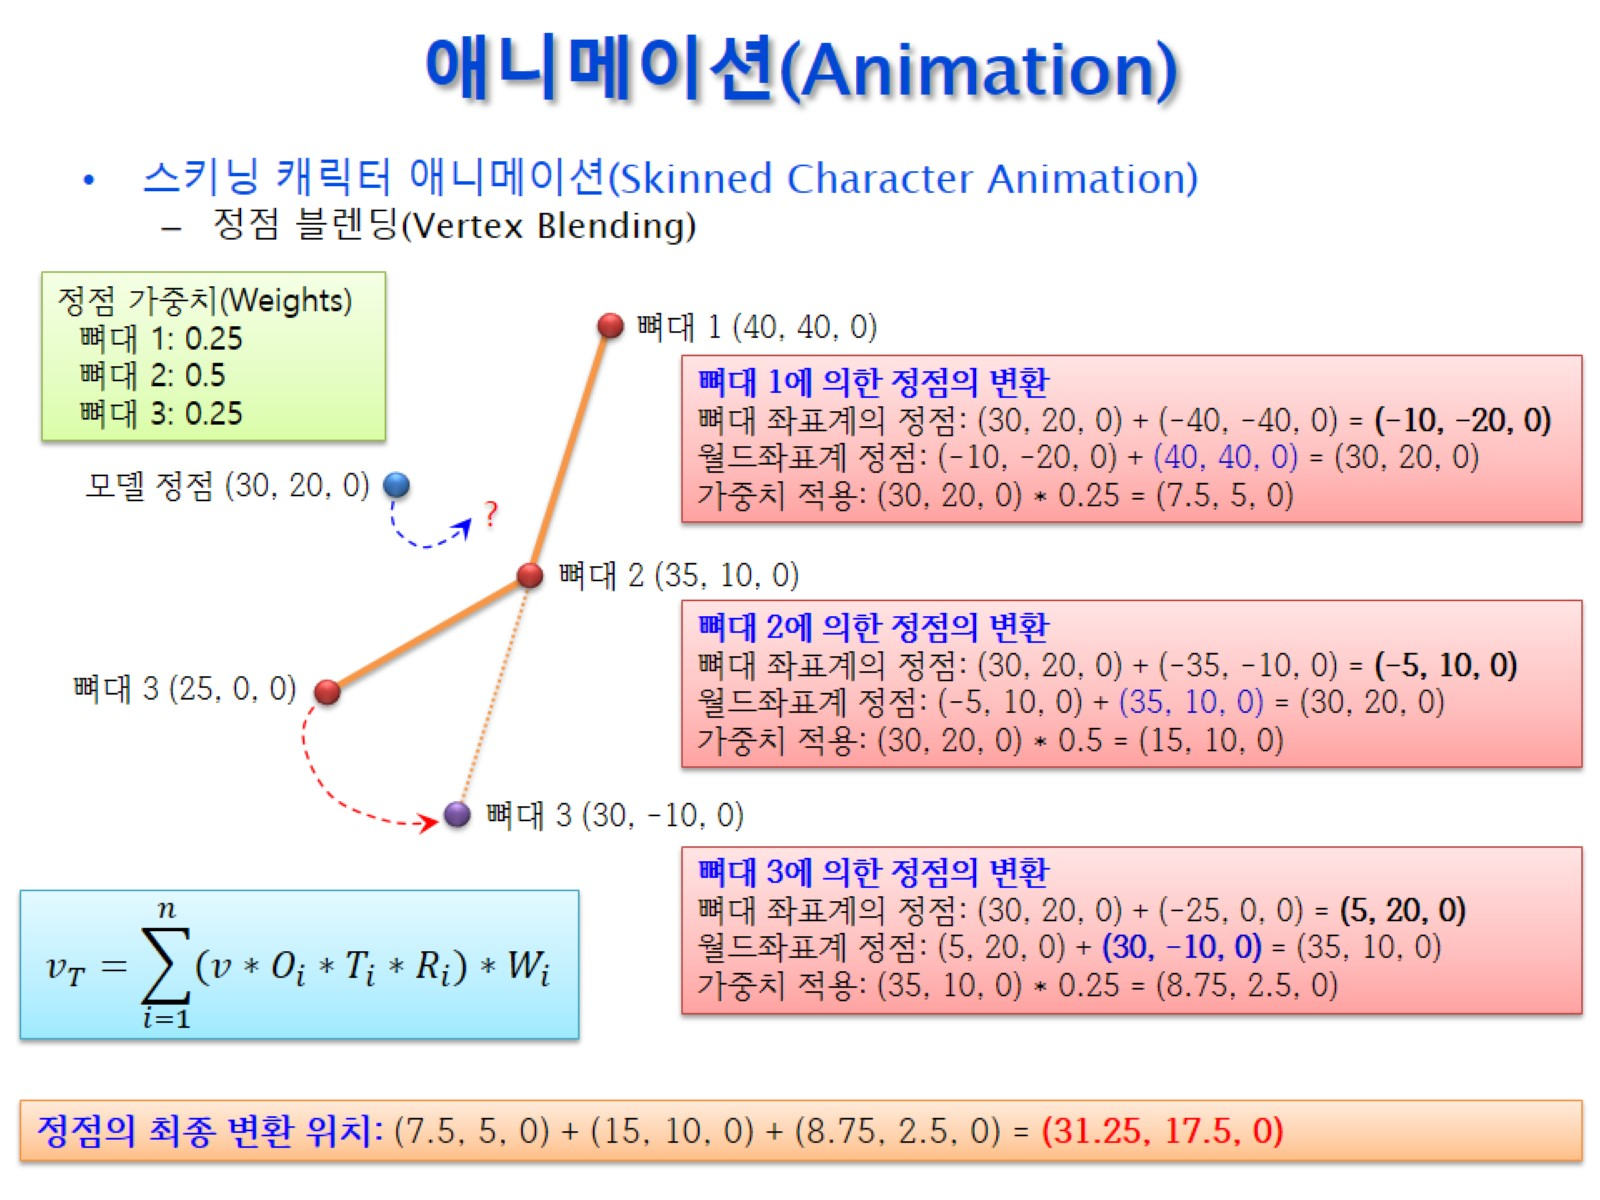 애니메이션(Animation)
• 스키닝 캐릭터 애니메이션(Skinned Character Animation)
– 정점 블렌딩(Vertex Blending)
정점 가중치(Weights)
뼈대 1: 0.25
뼈대 2: 0.5
뼈대 3: 0.25
뼈대 1 (40, 40, 0)
뼈대 1에 의한 정점의 변환
뼈대 좌표계의 정점: (30, 20, 0) + (-40, -40, 0) = (-10, -20, 0)
월드좌표계 정점: (-10, -20, 0) + (40, 40, 0) = (30, 20, 0)
가중치 적용: (30, 20, 0) * 0.25 = (7.5, 5, 0)
모델 정점 (30, 20, 0)
?
뼈대 2 (35, 10, 0)
뼈대 2에 의한 정점의 변환
뼈대 좌표계의 정점: (30, 20, 0) + (-35, -10, 0) = (-5, 10, 0)
월드좌표계 정점: (-5, 10, 0) + (35, 10, 0) = (30, 20, 0)
가중치 적용: (30, 20, 0) * 0.5 = (15, 10, 0)
뼈대 3 (25, 0, 0)
뼈대 3 (30, -10, 0)
뼈대 3에 의한 정점의 변환
뼈대 좌표계의 정점: (30, 20, 0) + (-25, 0, 0) = (5, 20, 0)
월드좌표계 정점: (5, 20, 0) + (30, -10, 0) = (35, 10, 0)
가중치 적용: (35, 10, 0) * 0.25 = (8.75, 2.5, 0)
v_T = ∑_{i=1}^{n} (v * O_i * T_i * R_i) * W_i
정점의 최종 변환 위치: (7.5, 5, 0) + (15, 10, 0) + (8.75, 2.5, 0) = (31.25, 17.5, 0)